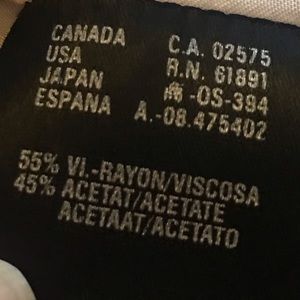 CANADA C.A. 02575
USA R.N. 61891
JAPAN -OS-394
ESPANA A.-08.475402
55% VI.-RAYON/VISCOSA
45% ACETAT/ACETATE
ACETAAT/ACETATO